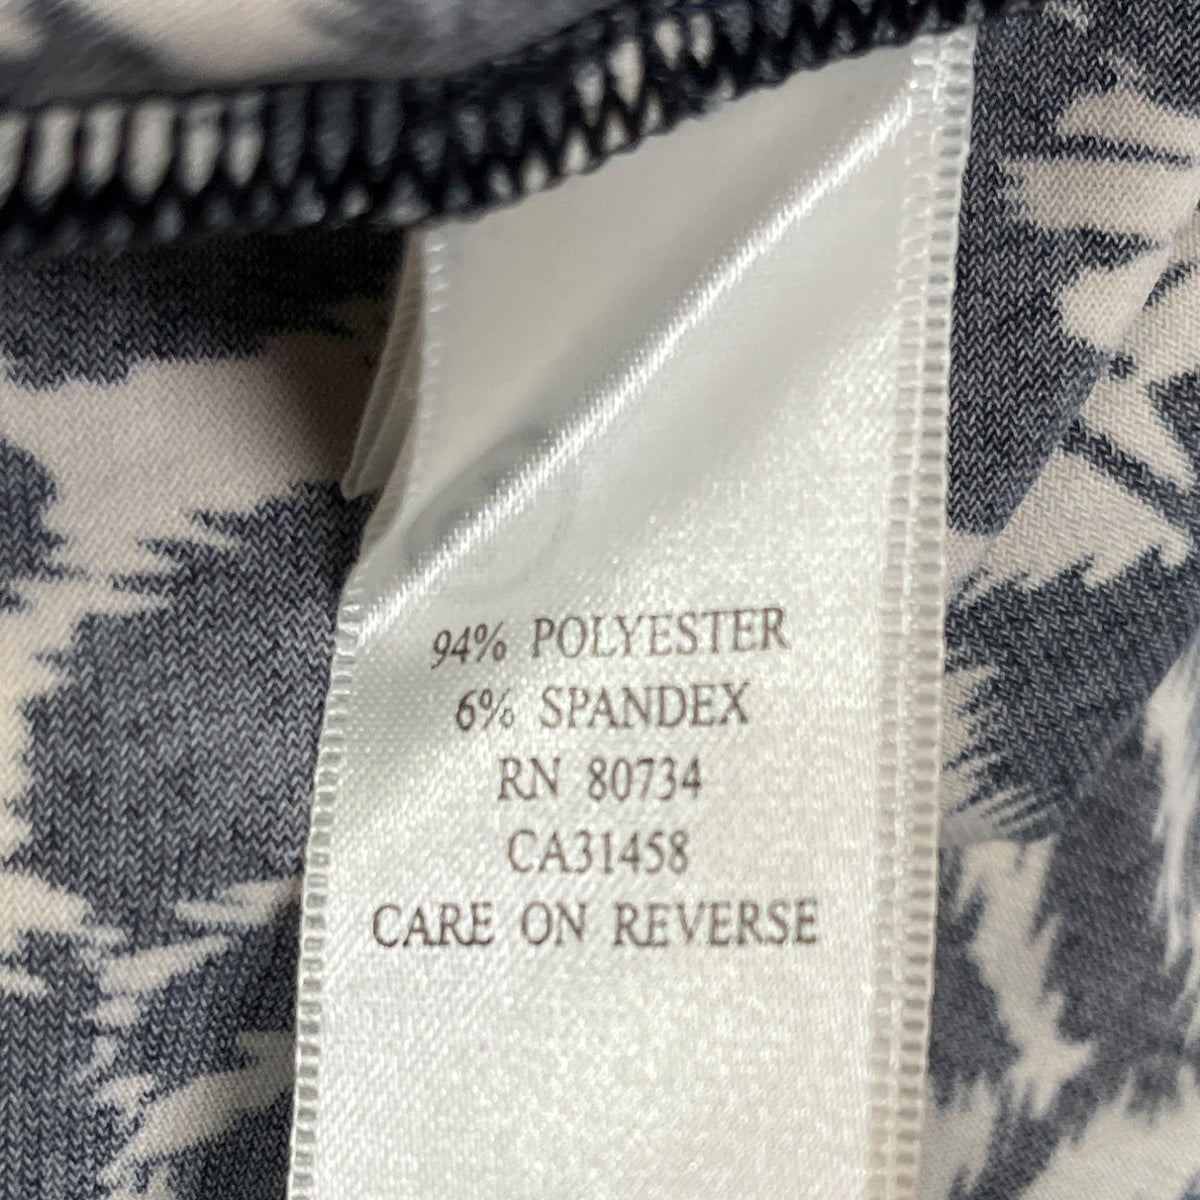 94% POLYESTER
6% SPANDEX
RN 80734
CA31458
CARE ON REVERSE